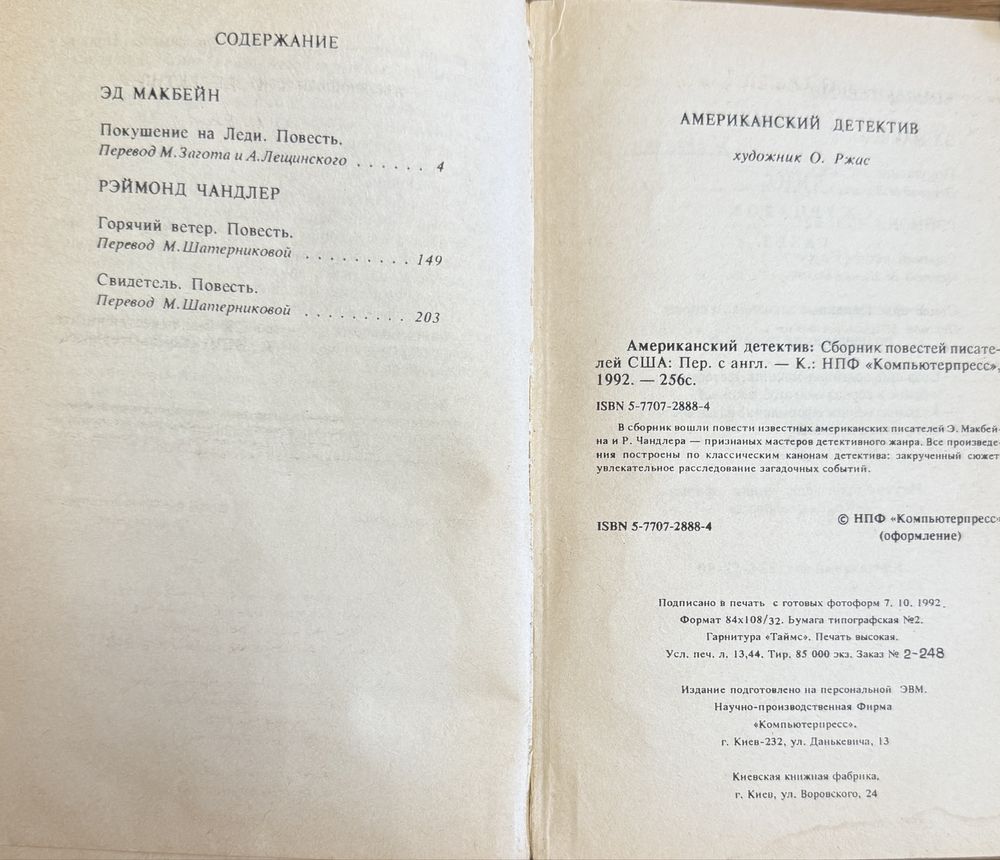 СОДЕРЖАНИЕ
ЭД МАКБЕЙН
Покушение на Леди. Повесть.
Перевод М.Загота и А.Лещинского . . . . . . 4
РЭЙМОНД ЧАНДЛЕР
Горячий ветер. Повесть.
Перевод М.Шатерниковой . . . . . . . . . 149
Свидетель. Повесть.
Перевод М.Шатерниковой . . . . . . . . . 203
АМЕРИКАНСКИЙ ДЕТЕКТИВ
художник О. Ржас
Американский детектив: Сборник повестей писате-
лей США: Пер. с англ. — К.: НПФ «Компьютерпресс»,
1992. — 256с.
ISBN 5-7707-2888-4
В сборник вошли повести известных американских писателей Э. Макбей-
на и Р. Чандлера — признаных мастеров детективного жанра. Все произведе-
ния построены по классическим канонам детектива: закрученный сюжет
увлекательное расследование загадочных событий.
ISBN 5-7707-2888-4
© НПФ «Компьютерпресс»
(оформление)
Подписано в печать с готовых фотоформ 7. 10. 1992.
Формат 84х108/32. Бумага типографская №2.
Гарнитура «Таймс». Печать высокая.
Усл. печ. л. 13,44. Тир. 85 000 экз. Заказ № 2-248
Издание подготовлено на персональной ЭВМ.
Научно-производственная Фирма
«Компьютерпресс».
г. Киев-232, ул. Данькевича, 13
Киевская книжная фабрика,
г. Киев, ул. Воровского, 24